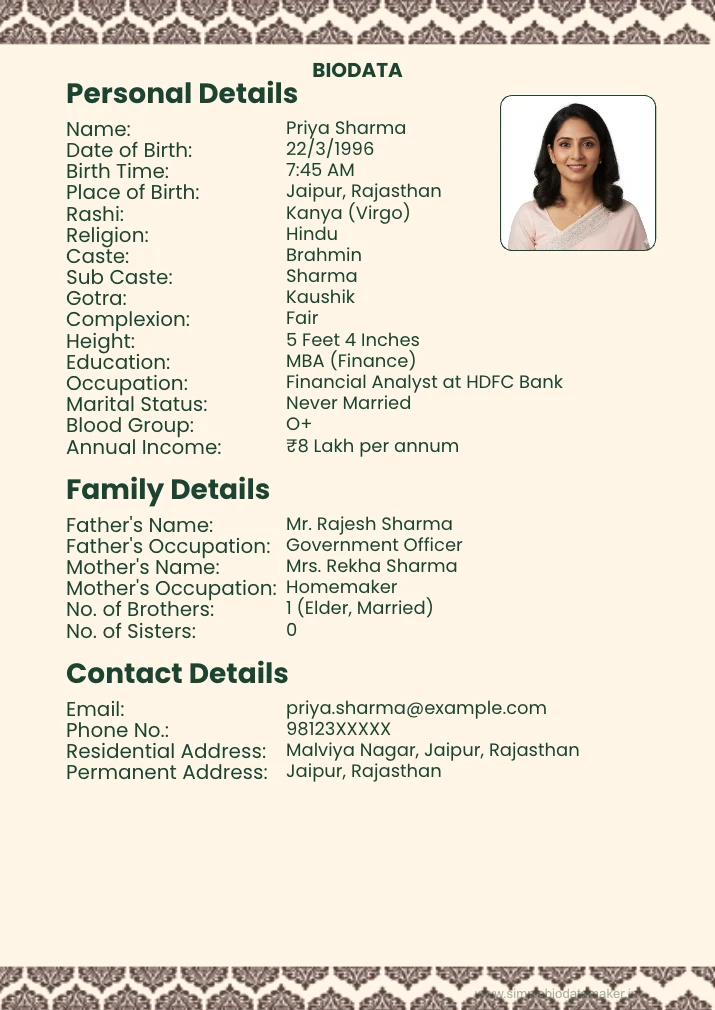 BIODATA
Personal Details
Name: Priya Sharma
Date of Birth: 22/3/1996
Birth Time: 7:45 AM
Place of Birth: Jaipur, Rajasthan
Rashi: Kanya (Virgo)
Religion: Hindu
Caste: Brahmin
Sub Caste: Sharma
Gotra: Kaushik
Complexion: Fair
Height: 5 Feet 4 Inches
Education: MBA (Finance)
Occupation: Financial Analyst at HDFC Bank
Marital Status: Never Married
Blood Group: O+
Annual Income: ₹8 Lakh per annum
Family Details
Father's Name: Mr. Rajesh Sharma
Father's Occupation: Government Officer
Mother's Name: Mrs. Rekha Sharma
Mother's Occupation: Homemaker
No. of Brothers: 1 (Elder, Married)
No. of Sisters: 0
Contact Details
Email: priya.sharma@example.com
Phone No.: 98123XXXXX
Residential Address: Malviya Nagar, Jaipur, Rajasthan
Permanent Address: Jaipur, Rajasthan